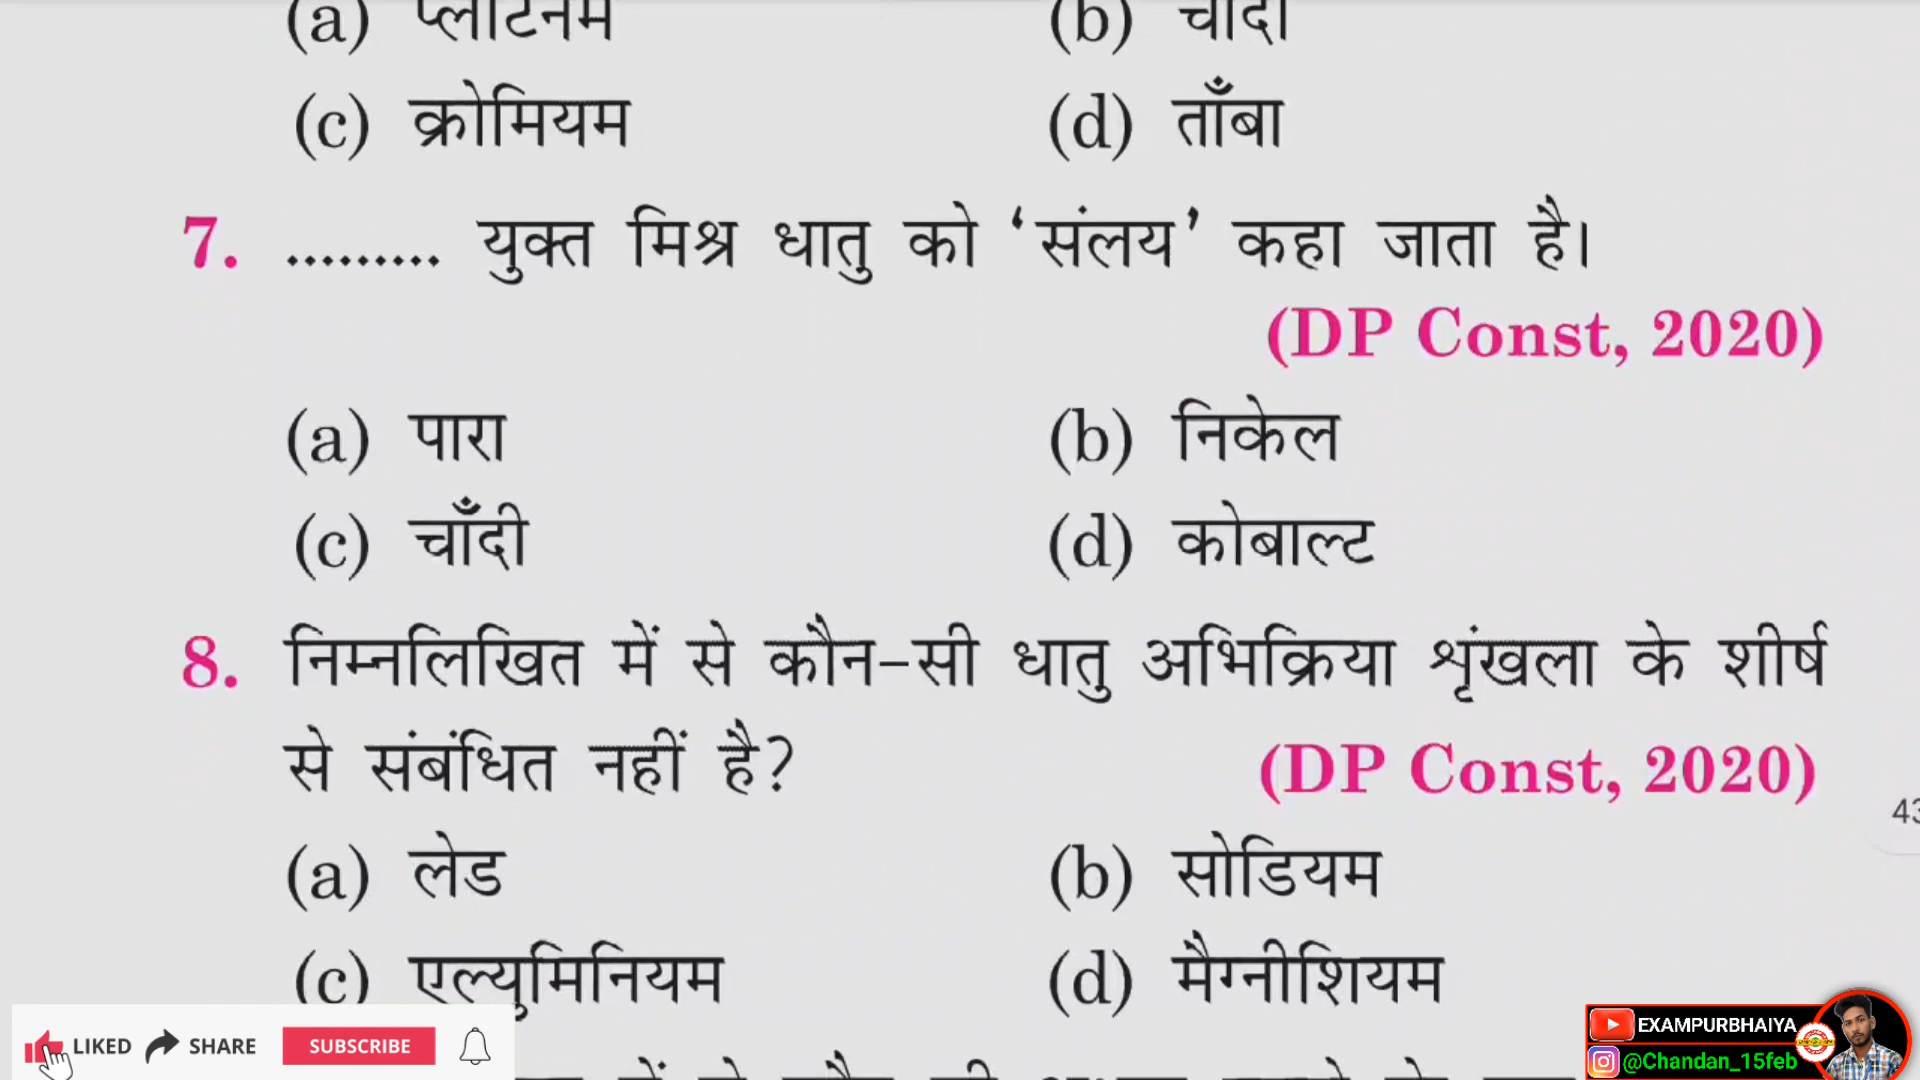 (a) प्लाटिनम (b) चाँदी
(c) क्रोमियम (d) ताँबा
7. ......... युक्त मिश्र धातु को ‘संलय’ कहा जाता है।
(DP Const, 2020)
(a) पारा (b) निकेल
(c) चाँदी (d) कोबाल्ट
8. निम्नलिखित में से कौन-सी धातु अभिक्रिया शृंखला के शीर्ष
से संबंधित नहीं है? (DP Const, 2020)
43
(a) लेड (b) सोडियम
(c) एल्युमिनियम (d) मैग्नीशियम
LIKED SHARE SUBSCRIBE
EXAMPURBHAIYA
@Chandan_15feb